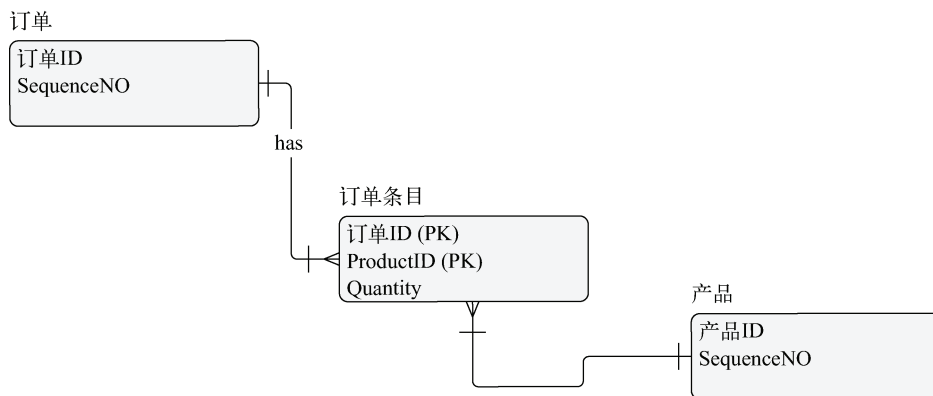 订单
订单ID
SequenceNO
has
订单条目
订单ID (PK)
ProductID (PK)
Quantity
产品
产品ID
SequenceNO